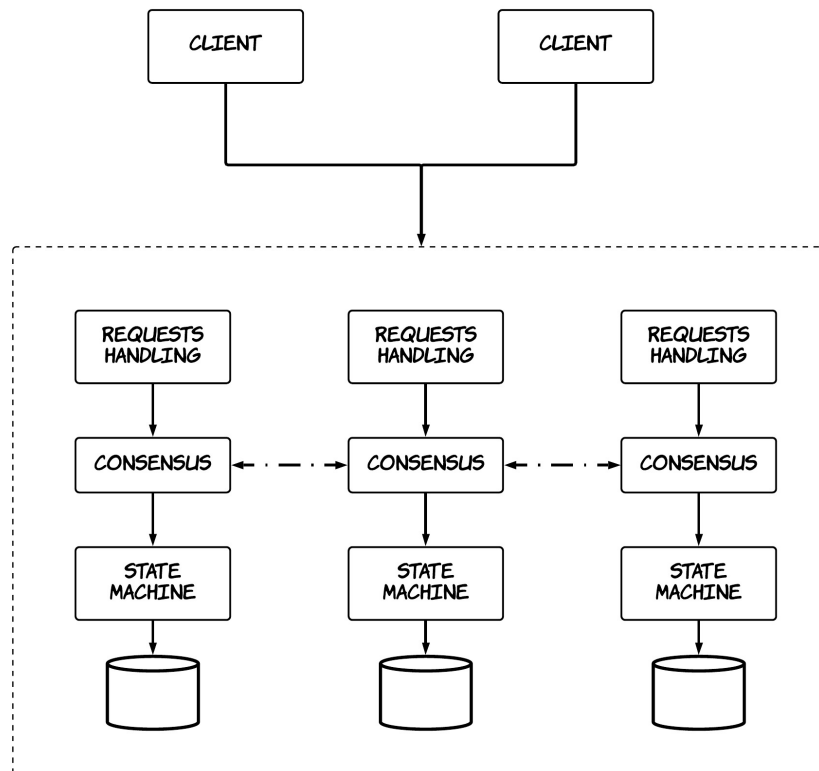 CLIENT
CLIENT
REQUESTS
HANDLING
REQUESTS
HANDLING
REQUESTS
HANDLING
CONSENSUS
CONSENSUS
CONSENSUS
STATE
MACHINE
STATE
MACHINE
STATE
MACHINE